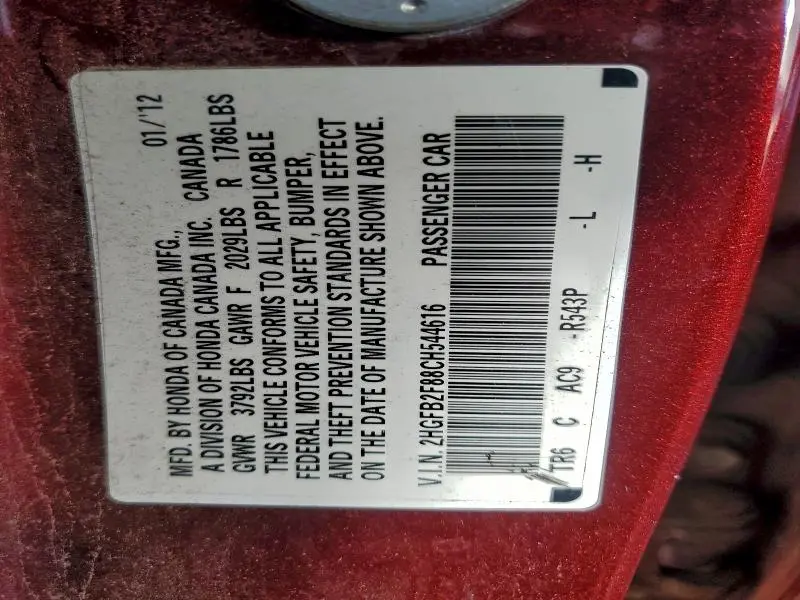 MFD. BY HONDA OF CANADA MFG., 01/'12
A DIVISION OF HONDA CANADA INC. CANADA
GVWR 3792LBS GAWR F 2029LBS R 1786LBS
THIS VEHICLE CONFORMS TO ALL APPLICABLE
FEDERAL MOTOR VEHICLE SAFETY, BUMPER,
AND THEFT PREVENTION STANDARDS IN EFFECT
ON THE DATE OF MANUFACTURE SHOWN ABOVE.
V.I.N. 2HGFB2F88CH544616 PASSENGER CAR
TR6 C AC9 -R543P -L -H